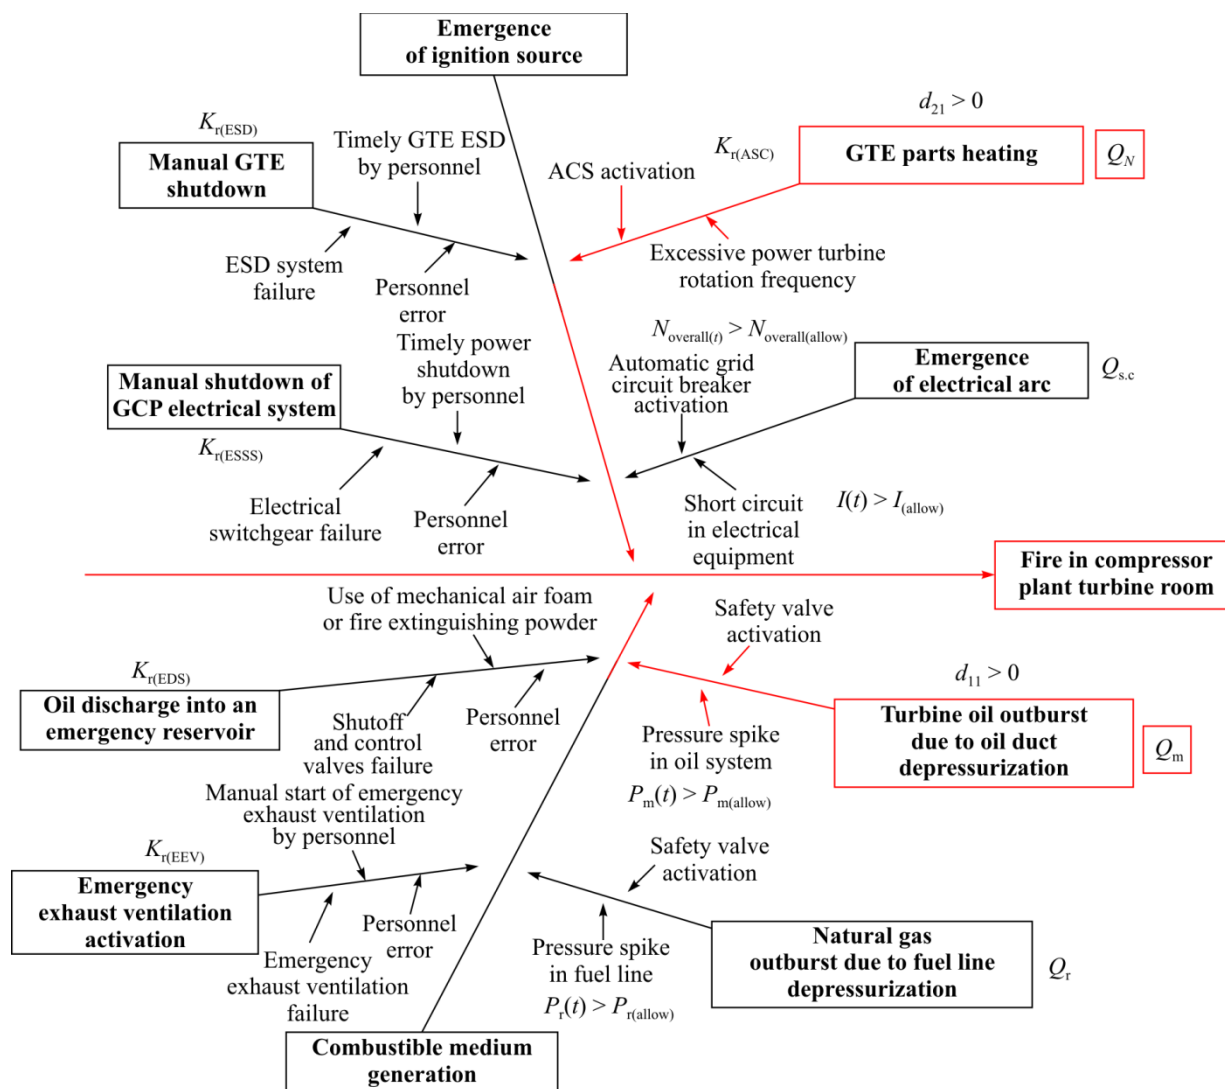 Emergence
of ignition source
d21 > 0
Kr(ESD)
Timely GTE ESD
by personnel
Kr(ASC)
Manual GTE
shutdown
ACS activation
GTE parts heating
QN
ESD system
failure
Personnel
error
Excessive power turbine
rotation frequency
Noverall(t) > Noverall(allow)
Timely power
shutdown
by personnel
Automatic grid
circuit breaker
activation
Emergence
of electrical arc
Qs.c
Manual shutdown of
GCP electrical system
Kr(ESSS)
Electrical
switchgear failure
Personnel
error
Short circuit
in electrical
equipment
I(t) > I(allow)
Fire in compressor
plant turbine room
Use of mechanical air foam
or fire extinguishing powder
Safety valve
activation
Kr(EDS)
d11 > 0
Oil discharge into an
emergency reservoir
Shutoff
and control
valves failure
Personnel
error
Pressure spike
in oil system
Pm(t) > Pm(allow)
Turbine oil outburst
due to oil duct
depressurization
Qm
Manual start of emergency
exhaust ventilation
by personnel
Safety valve
activation
Kr(EEV)
Emergency
exhaust ventilation
activation
Personnel
error
Emergency
exhaust ventilation
failure
Pressure spike
in fuel line
Pr(t) > Pr(allow)
Natural gas
outburst due to fuel line
depressurization
Qr
Combustible medium
generation